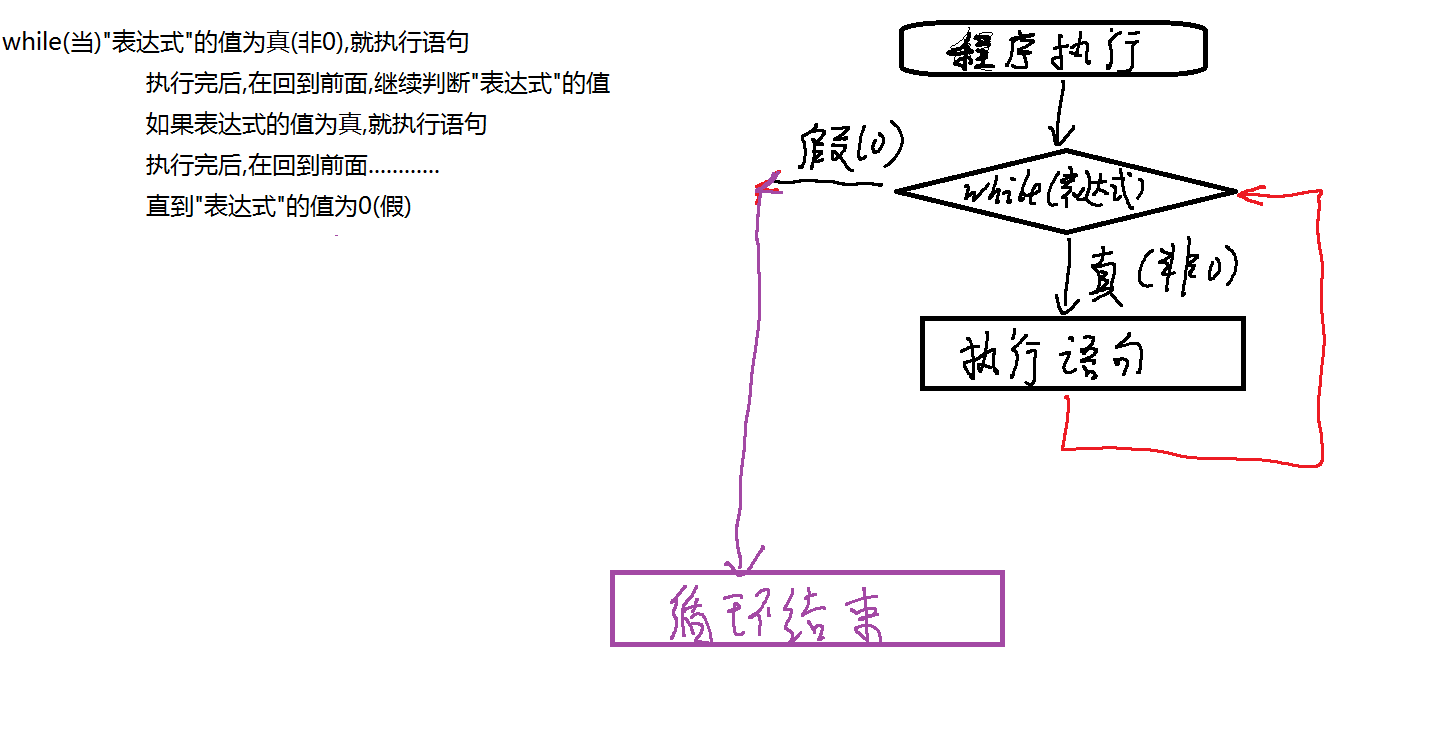 while(当)"表达式"的值为真(非0),就执行语句
执行完后,在回到前面,继续判断"表达式"的值
如果表达式的值为真,就执行语句
执行完后,在回到前面............
直到"表达式"的值为0(假)
程序执行
假(0)
while(表达式)
真(非0)
执行语句
循环结束